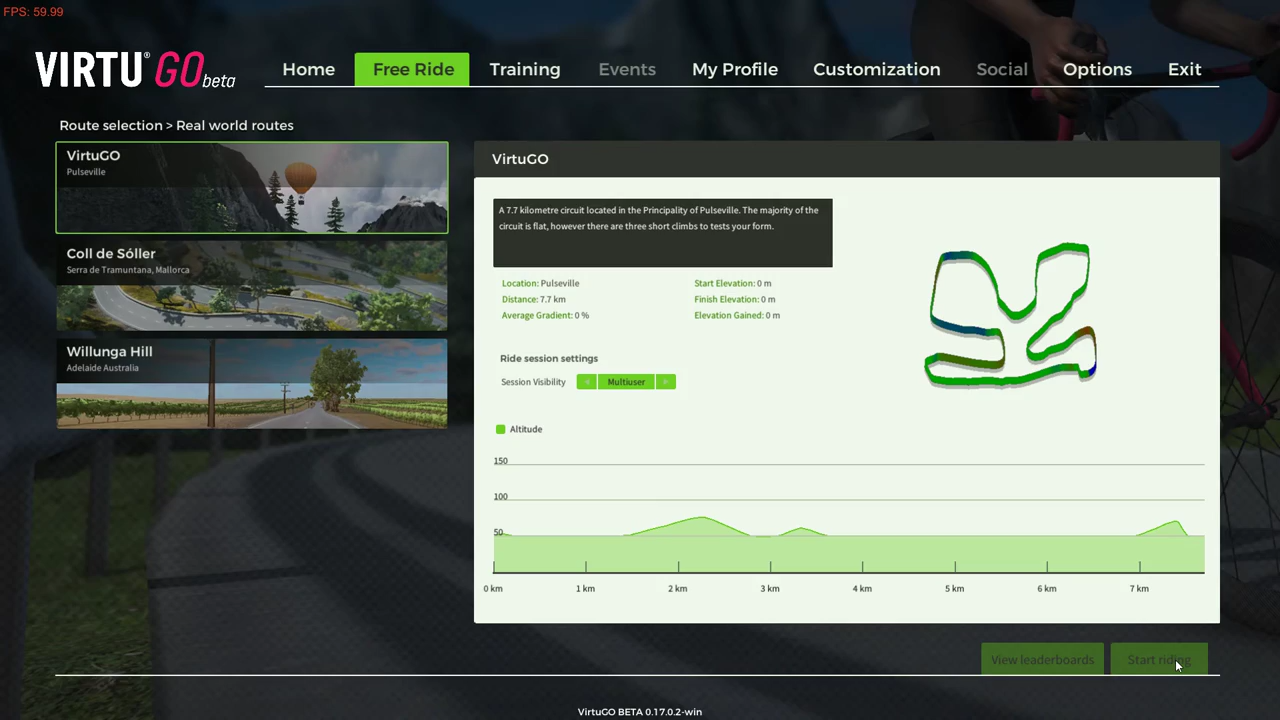 FPS: 59.99
VIRTU® GO beta
Home
Free Ride
Training
Events
My Profile
Customization
Social
Options
Exit
Route selection > Real world routes
VirtuGO
Pulseville
Coll de Sóller
Serra de Tramuntana, Mallorca
Willunga Hill
Adelaide Australia
VirtuGO
A 7.7 kilometre circuit located in the Principality of Pulseville. The majority of the
circuit is flat, however there are three short climbs to tests your form.
Location: Pulseville
Distance: 7.7 km
Average Gradient: 0 %
Start Elevation: 0 m
Finish Elevation: 0 m
Elevation Gained: 0 m
Ride session settings
Session Visibility
Multiuser
Altitude
150
100
50
0 km
1 km
2 km
3 km
4 km
5 km
6 km
7 km
View leaderboards
Start riding
VirtuGO BETA 0.17.0.2-win